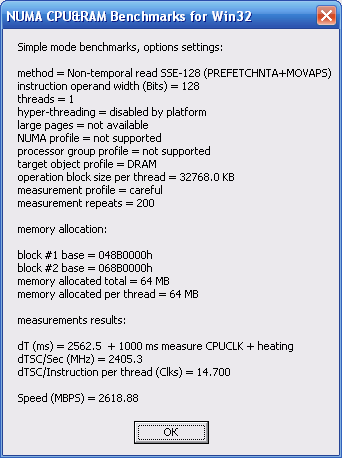 NUMA CPU&RAM Benchmarks for Win32
Simple mode benchmarks, options settings:
method = Non-temporal read SSE-128 (PREFETCHNTA+MOVAPS)
instruction operand width (Bits) = 128
threads = 1
hyper-threading = disabled by platform
large pages = not available
NUMA profile = not supported
processor group profile = not supported
target object profile = DRAM
operation block size per thread = 32768.0 KB
measurement profile = careful
measurement repeats = 200
memory allocation:
block #1 base = 048B0000h
block #2 base = 068B0000h
memory allocated total = 64 MB
memory allocated per thread = 64 MB
measurements results:
dT (ms) = 2562.5  + 1000 ms measure CPUCLK + heating
dTSC/Sec (MHz) = 2405.3
dTSC/Instruction per thread (Clks) = 14.700
Speed (MBPS) = 2618.88
OK